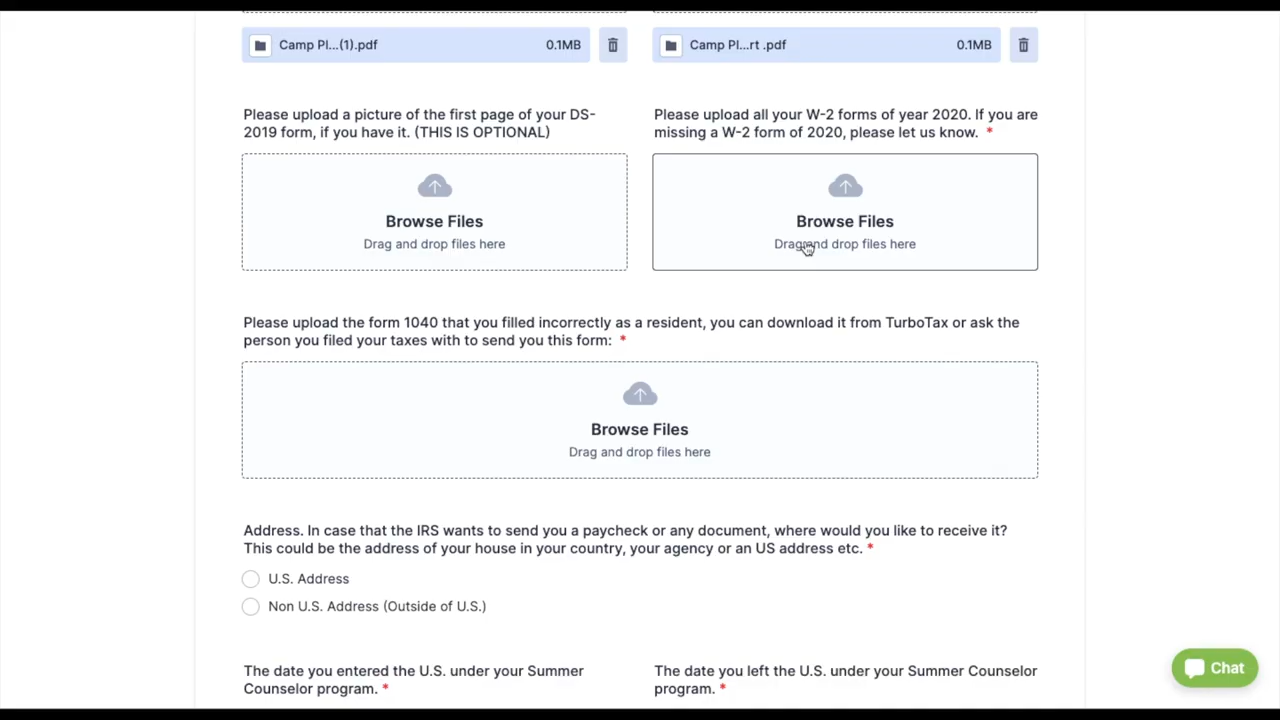 Camp Pl...(1).pdf 0.1MB
Camp Pl...rt .pdf 0.1MB
Please upload a picture of the first page of your DS-
2019 form, if you have it. (THIS IS OPTIONAL)
Please upload all your W-2 forms of year 2020. If you are
missing a W-2 form of 2020, please let us know. *
Browse Files
Drag and drop files here
Browse Files
Drag and drop files here
Please upload the form 1040 that you filled incorrectly as a resident, you can download it from TurboTax or ask the
person you filed your taxes with to send you this form: *
Browse Files
Drag and drop files here
Address. In case that the IRS wants to send you a paycheck or any document, where would you like to receive it?
This could be the address of your house in your country, your agency or an US address etc. *
U.S. Address
Non U.S. Address (Outside of U.S.)
The date you entered the U.S. under your Summer
Counselor program. *
The date you left the U.S. under your Summer Counselor
program. *
Chat